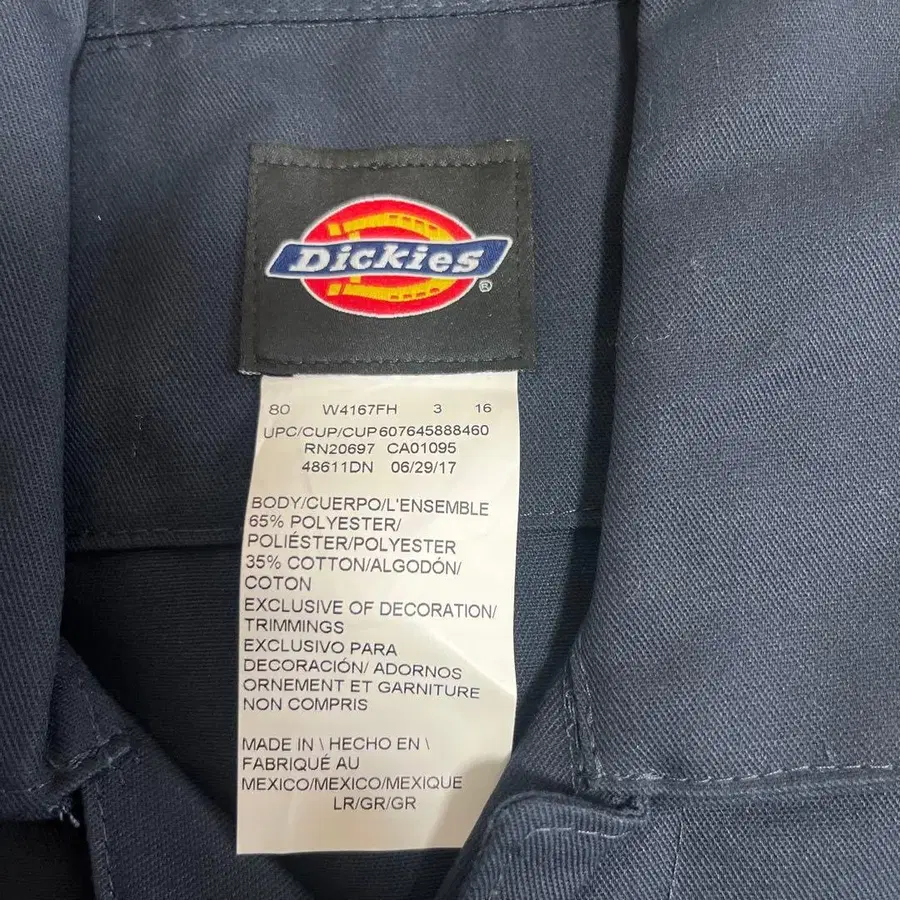 Dickies®
80 W4167FH 3 16
UPC/CUP/CUP607645888460
RN20697 CA01095
48611DN 06/29/17
BODY/CUERPO/L'ENSEMBLE
65% POLYESTER/
POLIÉSTER/POLYESTER
35% COTTON/ALGODÓN/
COTON
EXCLUSIVE OF DECORATION/
TRIMMINGS
EXCLUSIVO PARA
DECORACIÓN/ ADORNOS
ORNEMENT ET GARNITURE
NON COMPRIS
MADE IN \ HECHO EN \
FABRIQUÉ AU
MEXICO/MEXICO/MEXIQUE
LR/GR/GR